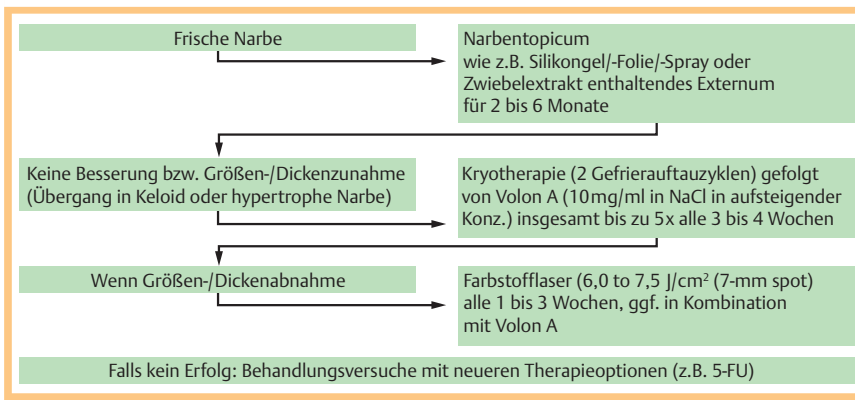 Frische Narbe
Narbentopicum
wie z.B. Silikongel/-Folie/-Spray oder
Zwiebelextrakt enthaltendes Externum
für 2 bis 6 Monate
Keine Besserung bzw. Größen-/Dickenzunahme
(Übergang in Keloid oder hypertrophe Narbe)
Kryotherapie (2 Gefrierauftauzyklen) gefolgt
von Volon A (10 mg/ml in NaCl in aufsteigender
Konz.) insgesamt bis zu 5x alle 3 bis 4 Wochen
Wenn Größen-/Dickenabnahme
Farbstofflaser (6,0 to 7,5 J/cm² (7-mm spot)
alle 1 bis 3 Wochen, ggf. in Kombination
mit Volon A
Falls kein Erfolg: Behandlungsversuche mit neueren Therapieoptionen (z.B. 5-FU)